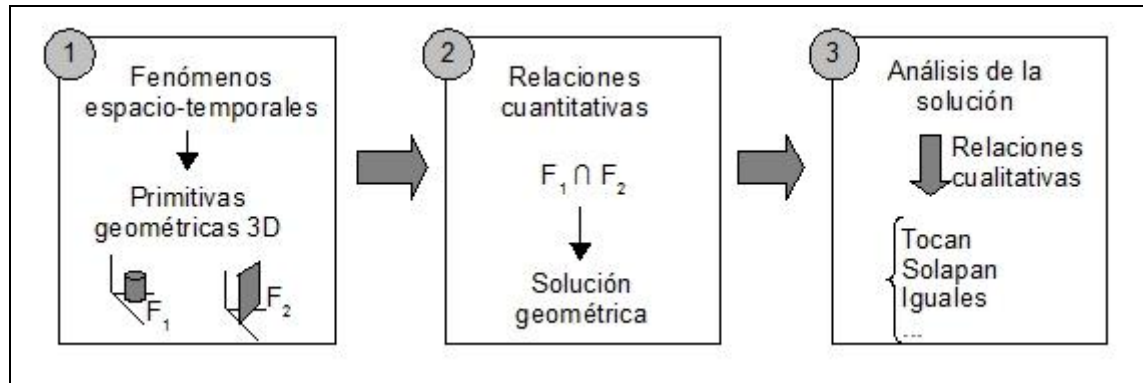 1
Fenómenos
espacio-temporales
Primitivas
geométricas 3D
F1
F2
2
Relaciones
cuantitativas
F1 ∩ F2
Solución
geométrica
3
Análisis de la
solución
Relaciones
cualitativas
Tocan
Solapan
Iguales
---